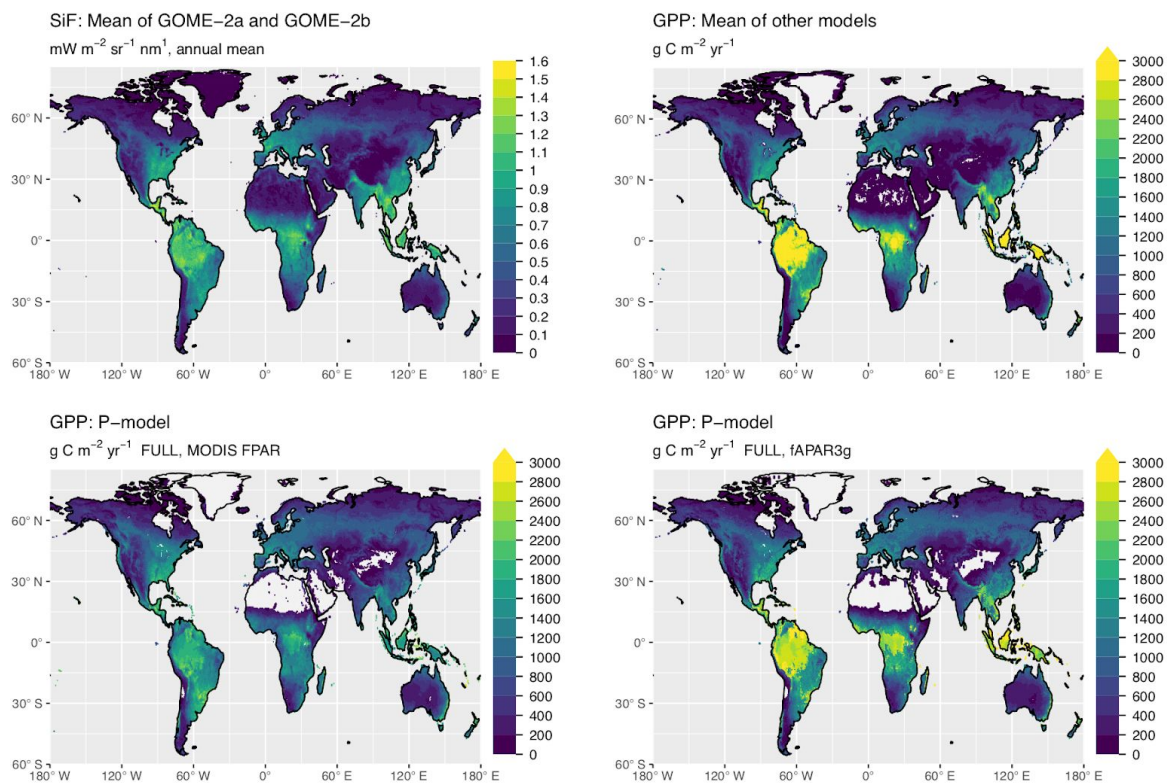 SiF: Mean of GOME−2a and GOME−2b
mW m−2 sr−1 nm1, annual mean
1.6
1.5
1.4
1.3
1.2
1.1
1
0.9
0.8
0.7
0.6
0.5
0.4
0.3
0.2
0.1
0
60° N
30° N
0°
30° S
60° S
180° W 120° W 60° W 0° 60° E 120° E 180° E
GPP: Mean of other models
g C m−2 yr−1
3000
2800
2600
2400
2200
2000
1800
1600
1400
1200
1000
800
600
400
200
0
60° N
30° N
0°
30° S
60° S
180° W 120° W 60° W 0° 60° E 120° E 180° E
GPP: P−model
g C m−2 yr−1 FULL, MODIS FPAR
3000
2800
2600
2400
2200
2000
1800
1600
1400
1200
1000
800
600
400
200
0
60° N
30° N
0°
30° S
60° S
180° W 120° W 60° W 0° 60° E 120° E 180° E
GPP: P−model
g C m−2 yr−1 FULL, fAPAR3g
3000
2800
2600
2400
2200
2000
1800
1600
1400
1200
1000
800
600
400
200
0
60° N
30° N
0°
30° S
60° S
180° W 120° W 60° W 0° 60° E 120° E 180° E